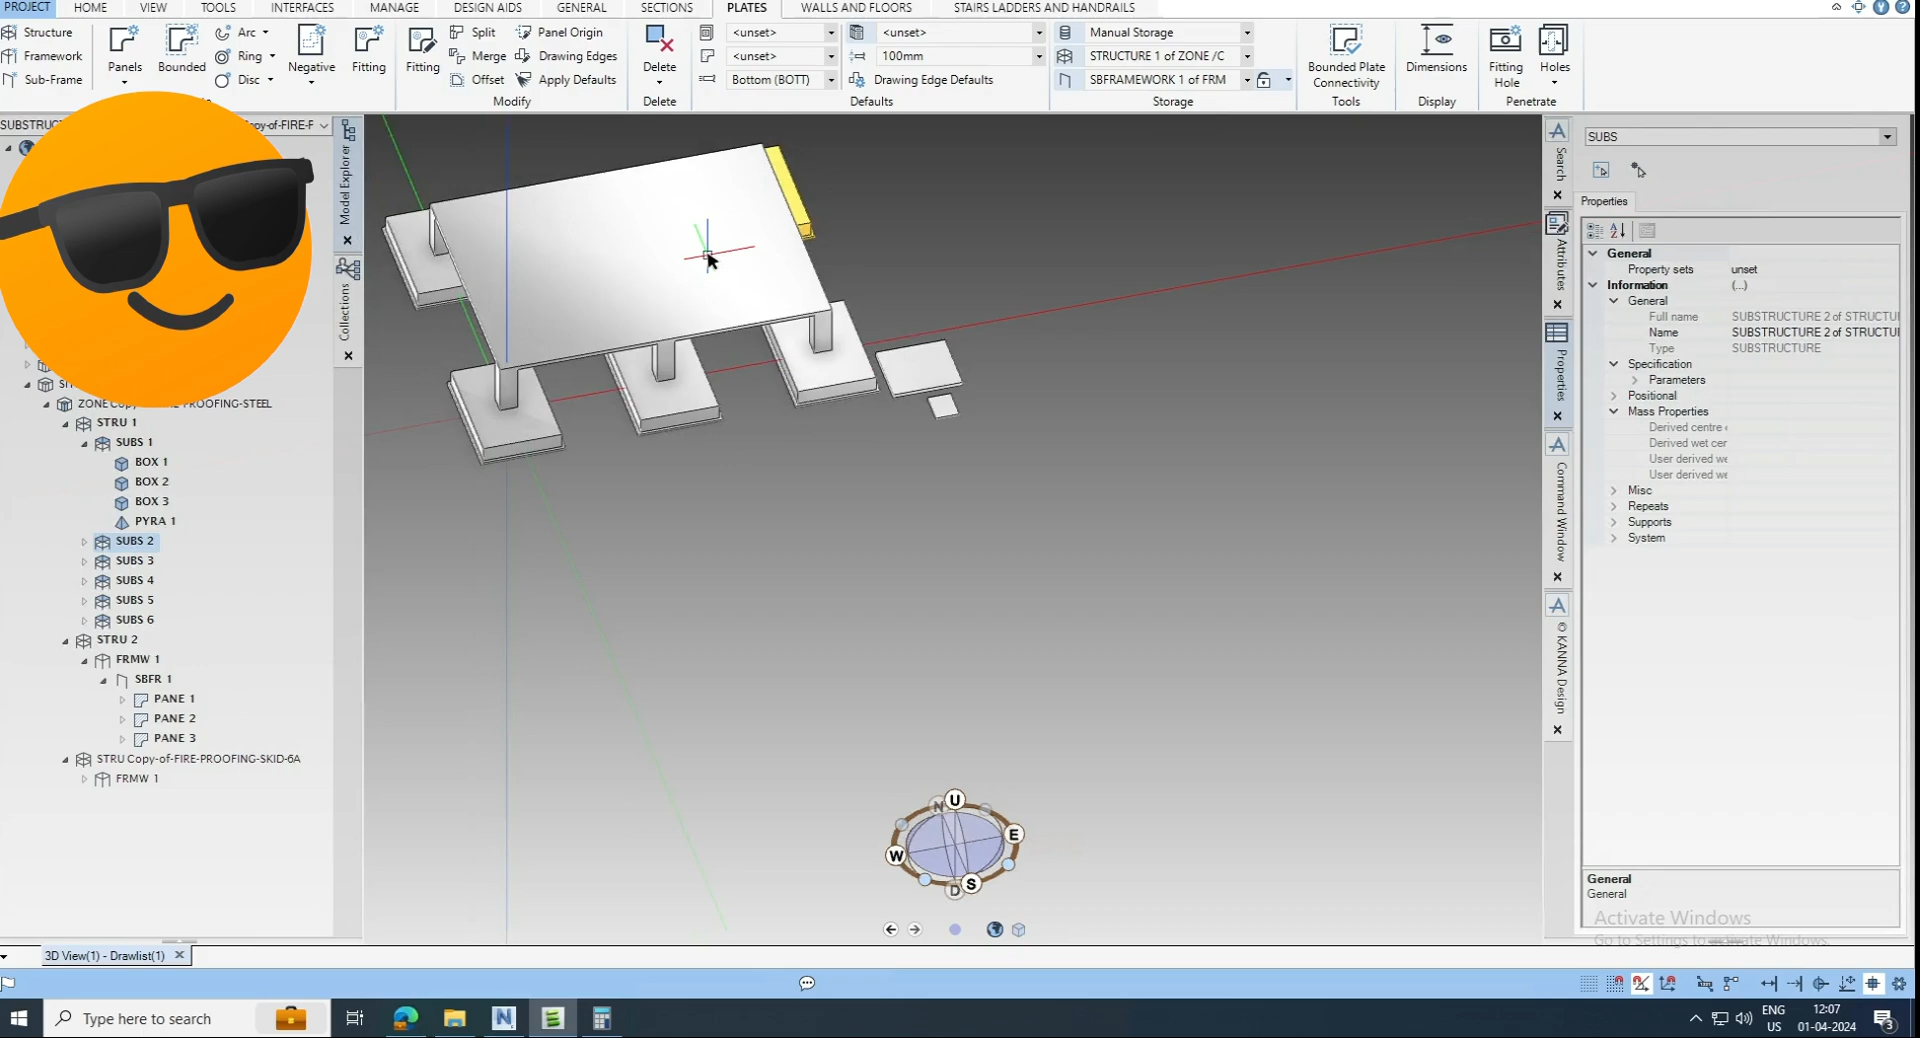 PROJECT HOME VIEW TOOLS INTERFACES MANAGE DESIGN AIDS GENERAL SECTIONS PLATES WALLS AND FLOORS STAIRS LADDERS AND HANDRAILS
Structure
Framework
Sub-Frame
Panels
Bounded
Arc
Ring
Disc
Negative
Fitting
Fitting
Split
Merge
Offset
Panel Origin
Drawing Edges
Apply Defaults
Modify
Delete
Delete
<unset>
<unset>
Bottom (BOTT)
<unset>
100mm
Drawing Edge Defaults
Defaults
Manual Storage
STRUCTURE 1 of ZONE /C
SBFRAMEWORK 1 of FRM
Storage
Bounded Plate
Connectivity
Tools
Dimensions
Display
Fitting
Hole
Holes
Penetrate
SUBSTRUC
opy-of-FIRE-F
STRU 1
SUBS 1
BOX 1
BOX 2
BOX 3
PYRA 1
SUBS 2
SUBS 3
SUBS 4
SUBS 5
SUBS 6
STRU 2
FRMW 1
SBFR 1
PANE 1
PANE 2
PANE 3
STRU Copy-of-FIRE-PROOFING-SKID-6A
FRMW 1
Model Explorer
Collections
N U E W D S
Search
Attributes
Properties
Command Window
© KANNA Design
SUBS
Properties
General
Property sets unset
Information (...)
General
Full name SUBSTRUCTURE 2 of STRUCTU
Name SUBSTRUCTURE 2 of STRUCTU
Type SUBSTRUCTURE
Specification
Parameters
Positional
Mass Properties
Derived centre
Derived wet cer
User derived we
User derived we
Misc
Repeats
Supports
System
General
General
Activate Windows
Go to Settings to activate Windows.
3D View(1) - Drawlist(1)
Type here to search
ENG
US
12:07
01-04-2024
3